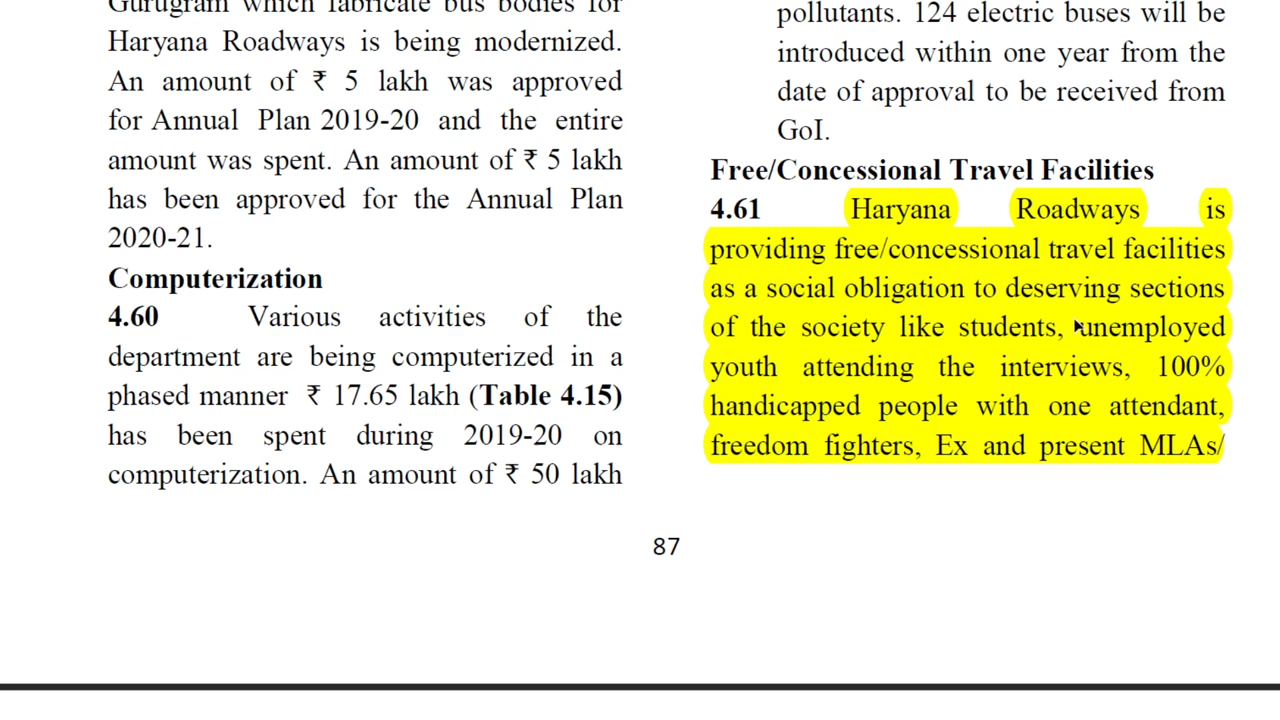 Gurugram which fabricate bus bodies for
Haryana Roadways is being modernized.
An amount of ₹ 5 lakh was approved
for Annual Plan 2019-20 and the entire
amount was spent. An amount of ₹ 5 lakh
has been approved for the Annual Plan
2020-21.
Computerization
4.60 Various activities of the
department are being computerized in a
phased manner ₹ 17.65 lakh (Table 4.15)
has been spent during 2019-20 on
computerization. An amount of ₹ 50 lakh
pollutants. 124 electric buses will be
introduced within one year from the
date of approval to be received from
GoI.
Free/Concessional Travel Facilities
4.61 Haryana Roadways is
providing free/concessional travel facilities
as a social obligation to deserving sections
of the society like students, unemployed
youth attending the interviews, 100%
handicapped people with one attendant,
freedom fighters, Ex and present MLAs/
87